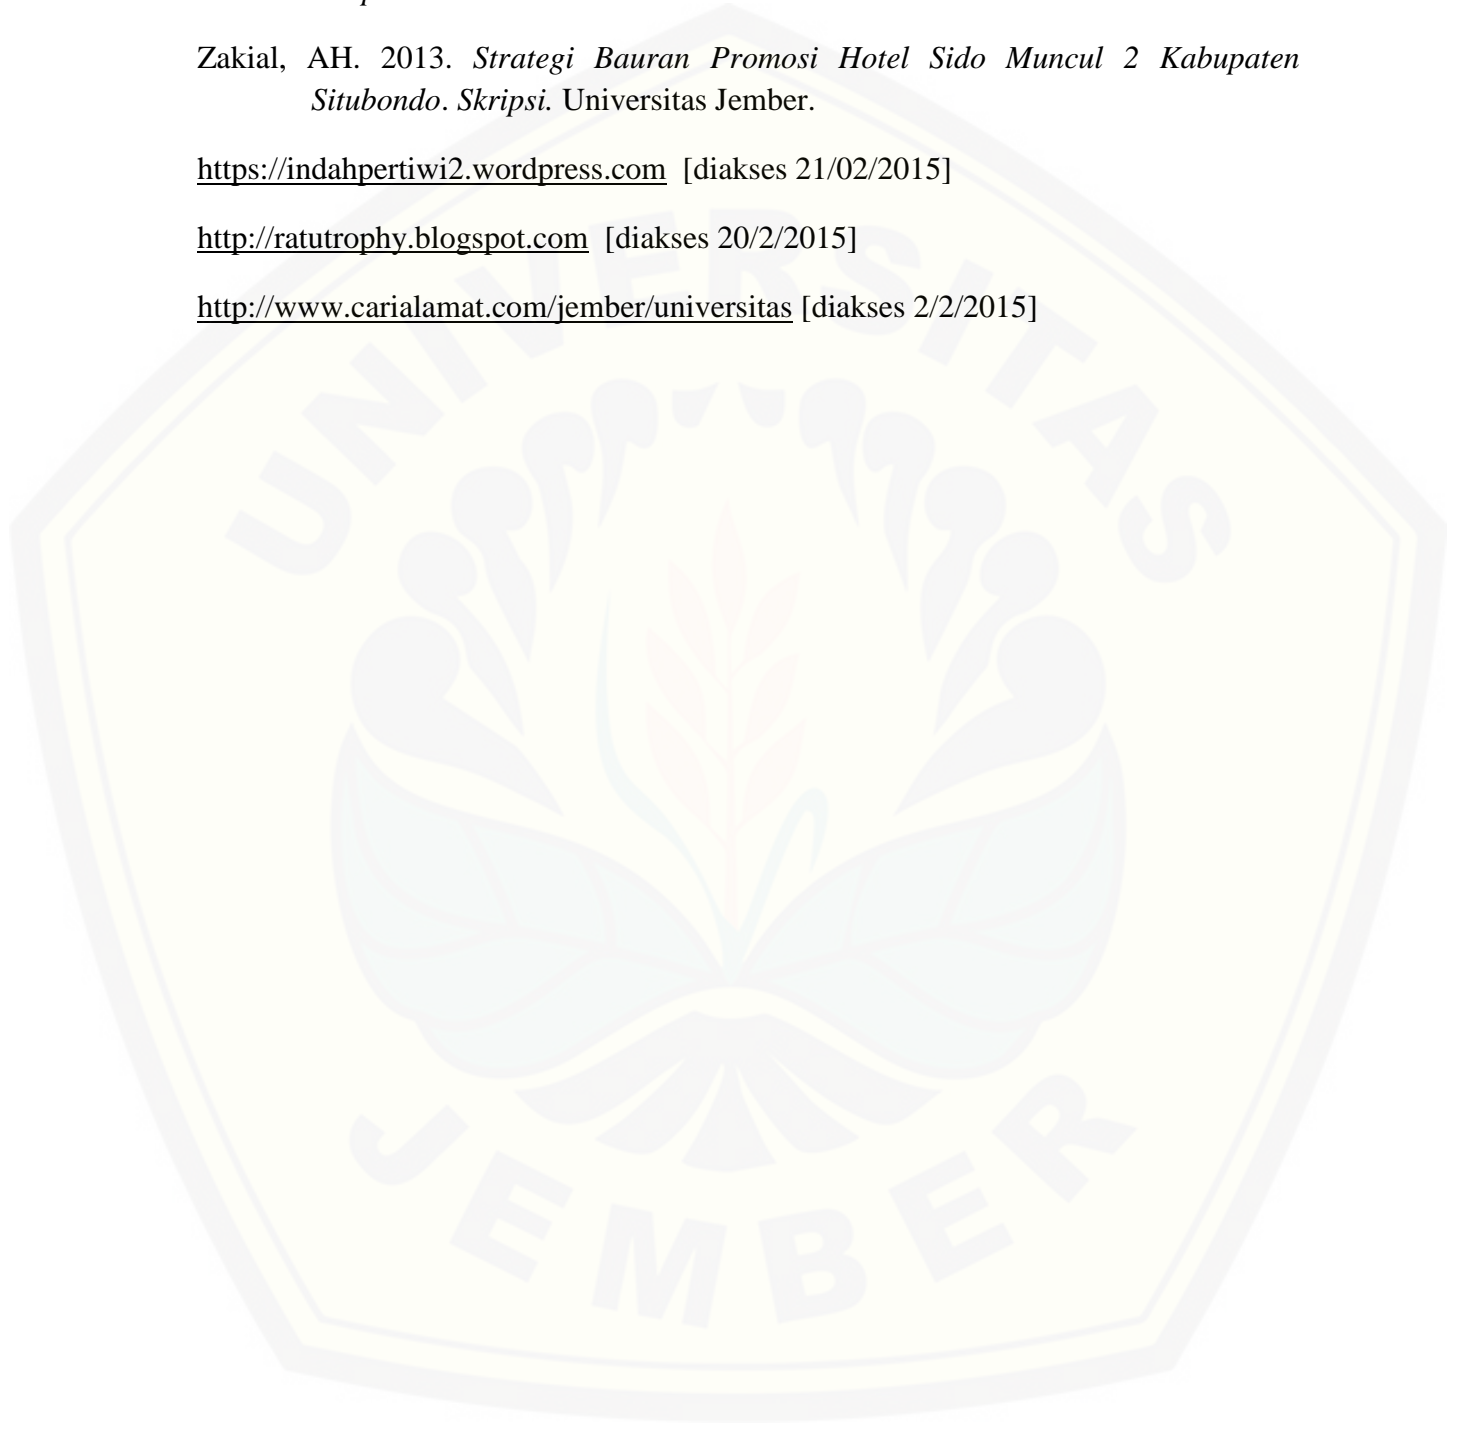 Zakial, AH. 2013. Strategi Bauran Promosi Hotel Sido Muncul 2 Kabupaten
Situbondo. Skripsi. Universitas Jember.
https://indahpertiwi2.wordpress.com [diakses 21/02/2015]
http://ratutrophy.blogspot.com [diakses 20/2/2015]
http://www.carialamat.com/jember/universitas [diakses 2/2/2015]
UNIVERSITAS
JEMBER